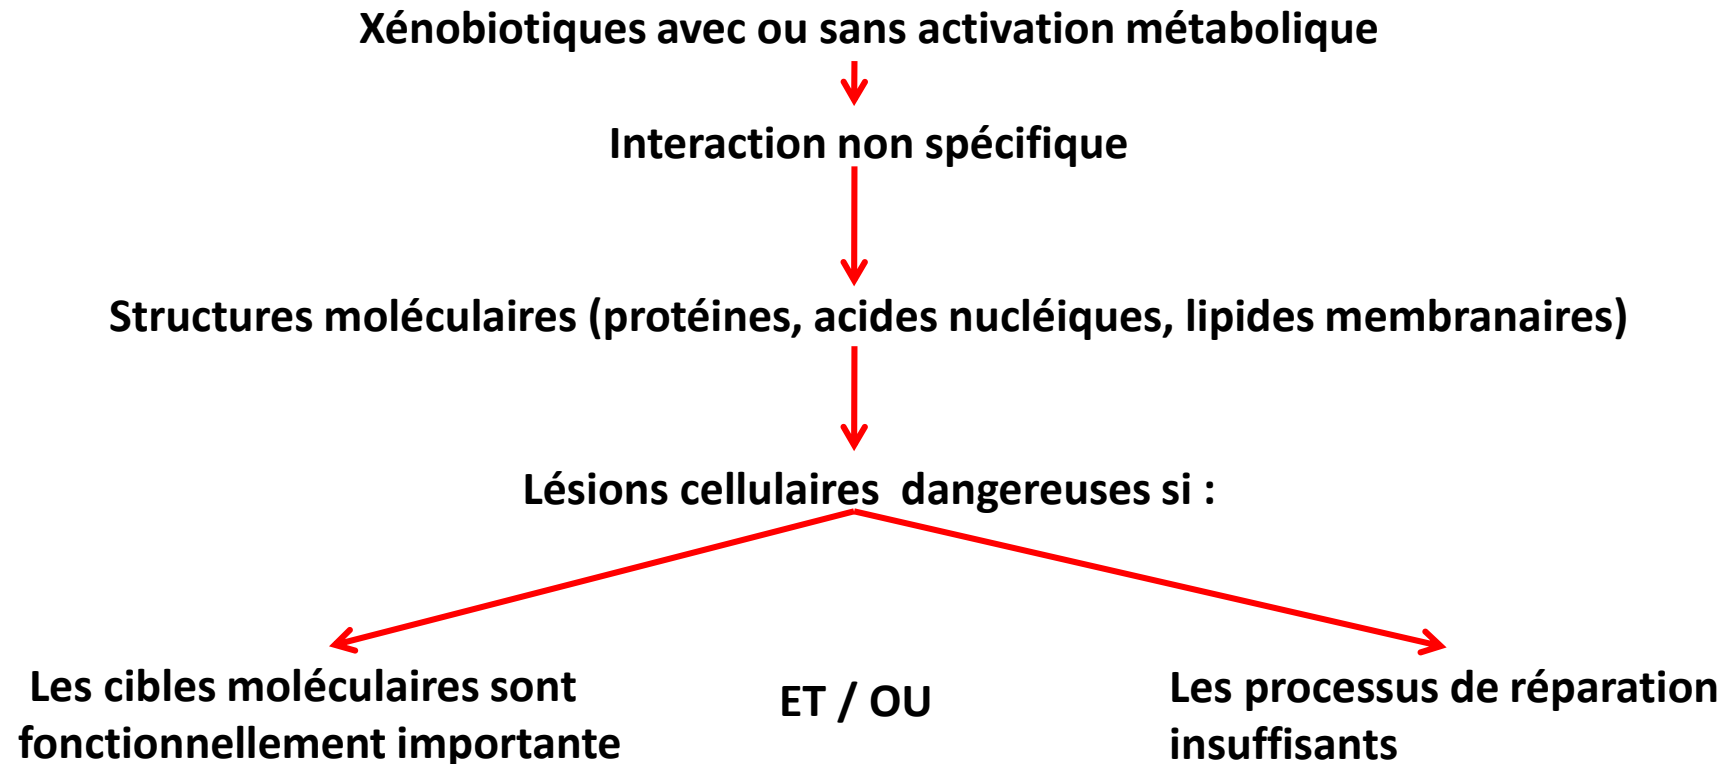 Xénobiotiques avec ou sans activation métabolique
Interaction non spécifique
Structures moléculaires (protéines, acides nucléiques, lipides membranaires)
Lésions cellulaires dangereuses si :
Les cibles moléculaires sont
fonctionnellement importante
ET / OU
Les processus de réparation
insuffisants